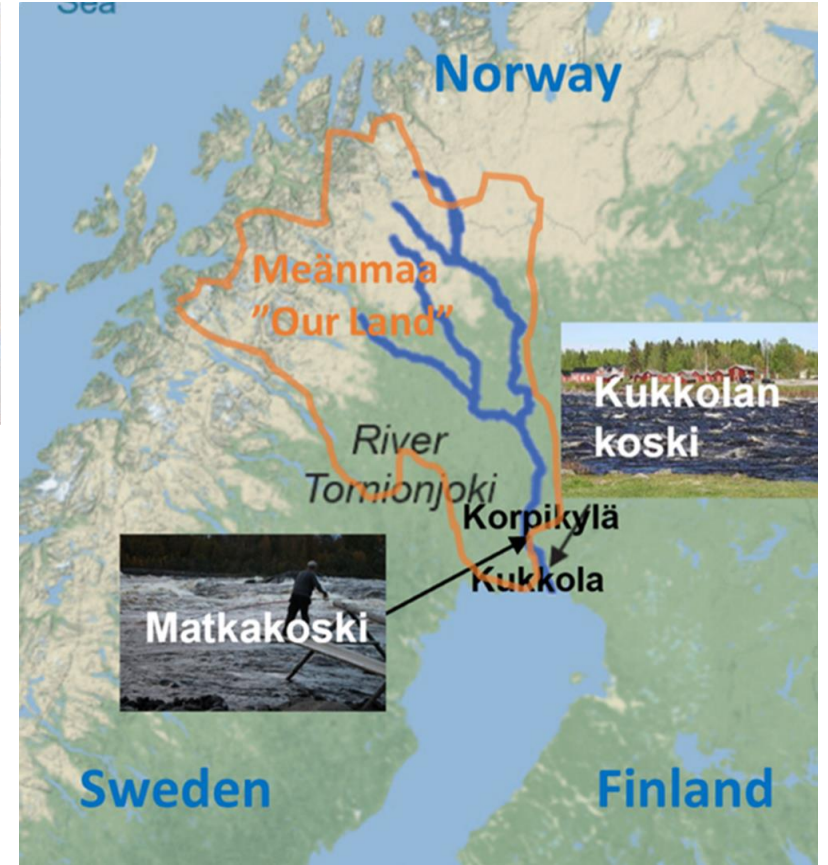 Sea
Norway
Meänmaa
”Our Land”
Kukkolan
koski
River
Tornionjoki
Korpikylä
Kukkola
Matkakoski
Sweden
Finland